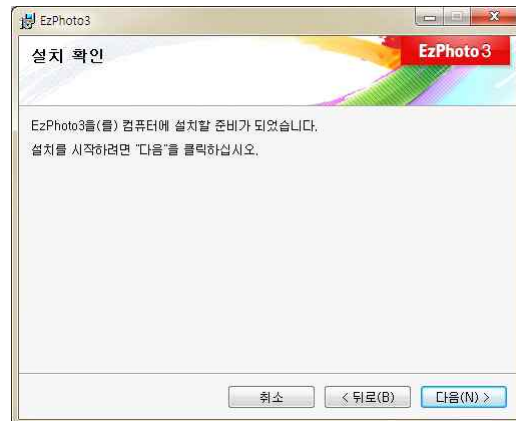 EzPhoto3
설치 확인
EzPhoto 3
EzPhoto3을(를) 컴퓨터에 설치할 준비가 되었습니다.
설치를 시작하려면 "다음"을 클릭하십시오.
취소
< 뒤로(B)
다음(N) >